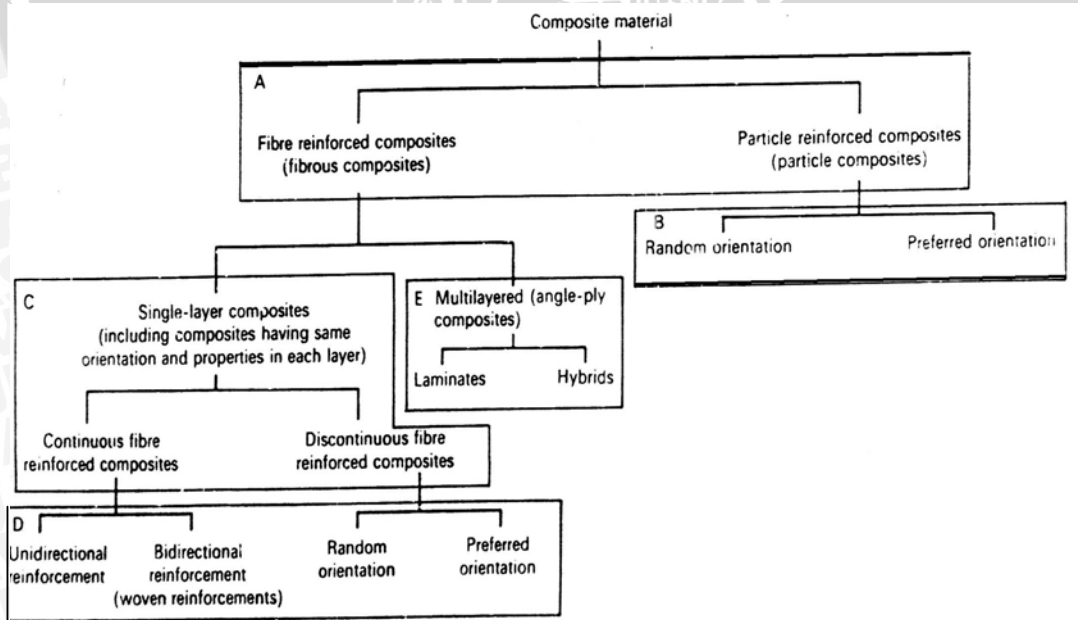 Composite material
A
Fibre reinforced composites
(fibrous composites)
Particle reinforced composites
(particle composites)
B
Random orientation
Preferred orientation
C
Single-layer composites
(including composites having same
orientation and properties in each layer)
E Multilayered (angle-ply
composites)
Laminates
Hybrids
Continuous fibre
reinforced composites
Discontinuous fibre
reinforced composites
D
Unidirectional
reinforcement
Bidirectional
reinforcement
(woven reinforcements)
Random
orientation
Preferred
orientation